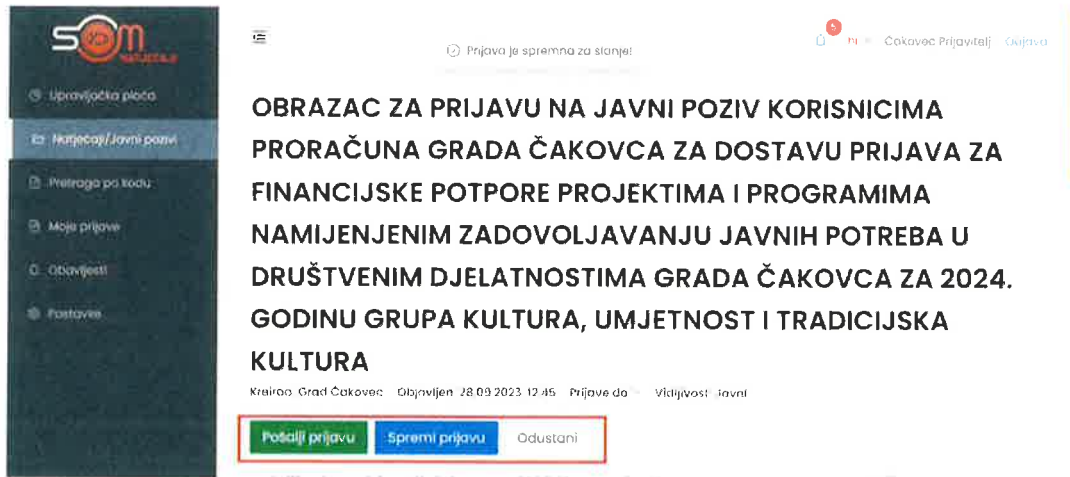 SOM
Prijava je spremna za slanje!
5
Čakovec Prijavitelj Odjava
Upravljačka ploča
Natječaji/Javni pozivi
Pretraga po kodu
Moje prijave
Obavijesti
Postavke
OBRAZAC ZA PRIJAVU NA JAVNI POZIV KORISNICIMA
PRORAČUNA GRADA ČAKOVCA ZA DOSTAVU PRIJAVA ZA
FINANCIJSKE POTPORE PROJEKTIMA I PROGRAMIMA
NAMIJENJENIM ZADOVOLJAVANJU JAVNIH POTREBA U
DRUŠTVENIM DJELATNOSTIMA GRADA ČAKOVCA ZA 2024.
GODINU GRUPA KULTURA, UMJETNOST I TRADICIJSKA
KULTURA
Kreirao: Grad Čakovec Objavljen: 28.09.2023 12:45 Prijave do: - Vidljivost: Javni
Pošalji prijavu Spremi prijavu Odustani